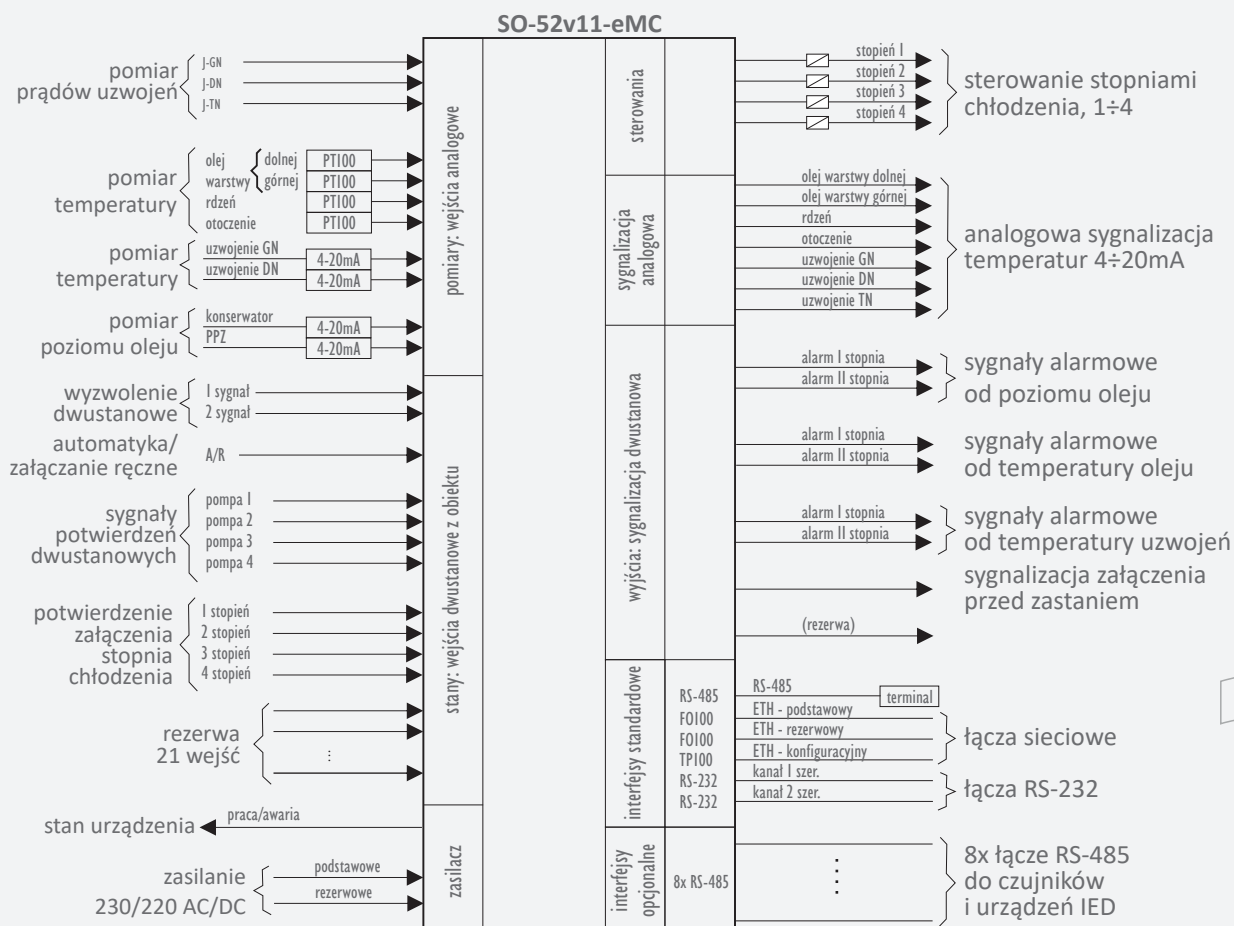 SO-52v11-eMC
pomiar
prądów uzwojeń
J-GN
J-DN
J-TN
pomiar
temperatury
olej
warstwy
dolnej
górnej
rdzeń
otoczenie
PT100
PT100
PT100
PT100
pomiar
temperatury
uzwojenie GN
uzwojenie DN
4-20mA
4-20mA
pomiar
poziomu oleju
konserwator
PPZ
4-20mA
4-20mA
pomiary: wejścia analogowe
wyzwolenie
dwustanowe
1 sygnał
2 sygnał
automatyka/
załączanie ręczne
A/R
sygnały
potwierdzeń
dwustanowych
pompa 1
pompa 2
pompa 3
pompa 4
potwierdzenie
załączenia
stopnia
chłodzenia
1 stopień
2 stopień
3 stopień
4 stopień
rezerwa
21 wejść
...
stany: wejścia dwustanowe z obiektu
stan urządzenia
praca/awaria
zasilanie
230/220 AC/DC
podstawowe
rezerwowe
zasilacz
sterowania
stopień 1
stopień 2
stopień 3
stopień 4
sterowanie stopniami
chłodzenia, 1÷4
sygnalizacja
analogowa
olej warstwy dolnej
olej warstwy górnej
rdzeń
otoczenie
uzwojenie GN
uzwojenie DN
uzwojenie TN
analogowa sygnalizacja
temperatur 4÷20mA
wyjścia: sygnalizacja dwustanowa
alarm I stopnia
alarm II stopnia
sygnały alarmowe
od poziomu oleju
alarm I stopnia
alarm II stopnia
sygnały alarmowe
od temperatury oleju
alarm I stopnia
alarm II stopnia
sygnały alarmowe
od temperatury uzwojeń
sygnalizacja załączenia
przed zastaniem
(rezerwa)
interfejsy standardowe
RS-485
FO100
FO100
TP100
RS-232
RS-232
RS-485
terminal
ETH - podstawowy
ETH - rezerwowy
ETH - konfiguracyjny
łącza sieciowe
kanał 1 szer.
kanał 2 szer.
łącza RS-232
interfejsy
opcjonalne
8x RS-485
8x łącze RS-485
do czujników
i urządzeń IED